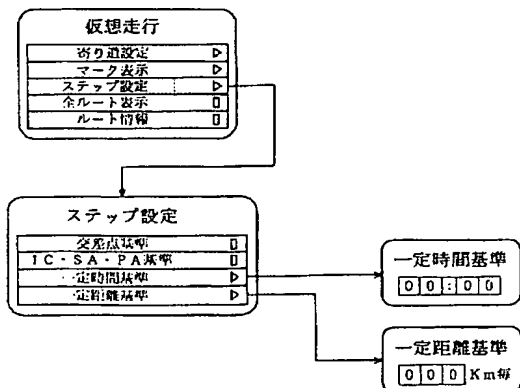 仮想走行
寄り道設定
マーク表示
ステップ設定
全ルート表示
ルート情報
ステップ設定
交差点基準
IC・SA・PA基準
一定時間基準
一定距離基準
一定時間基準
00:00
一定距離基準
000Km毎